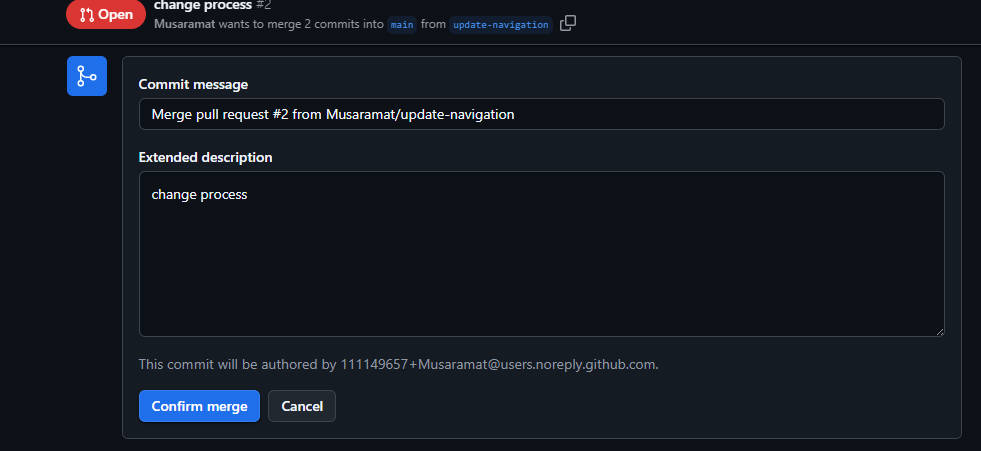 Open
change process #2
Musaramat wants to merge 2 commits into main from update-navigation
Commit message
Merge pull request #2 from Musaramat/update-navigation
Extended description
change process
This commit will be authored by 111149657+Musaramat@users.noreply.github.com.
Confirm merge Cancel